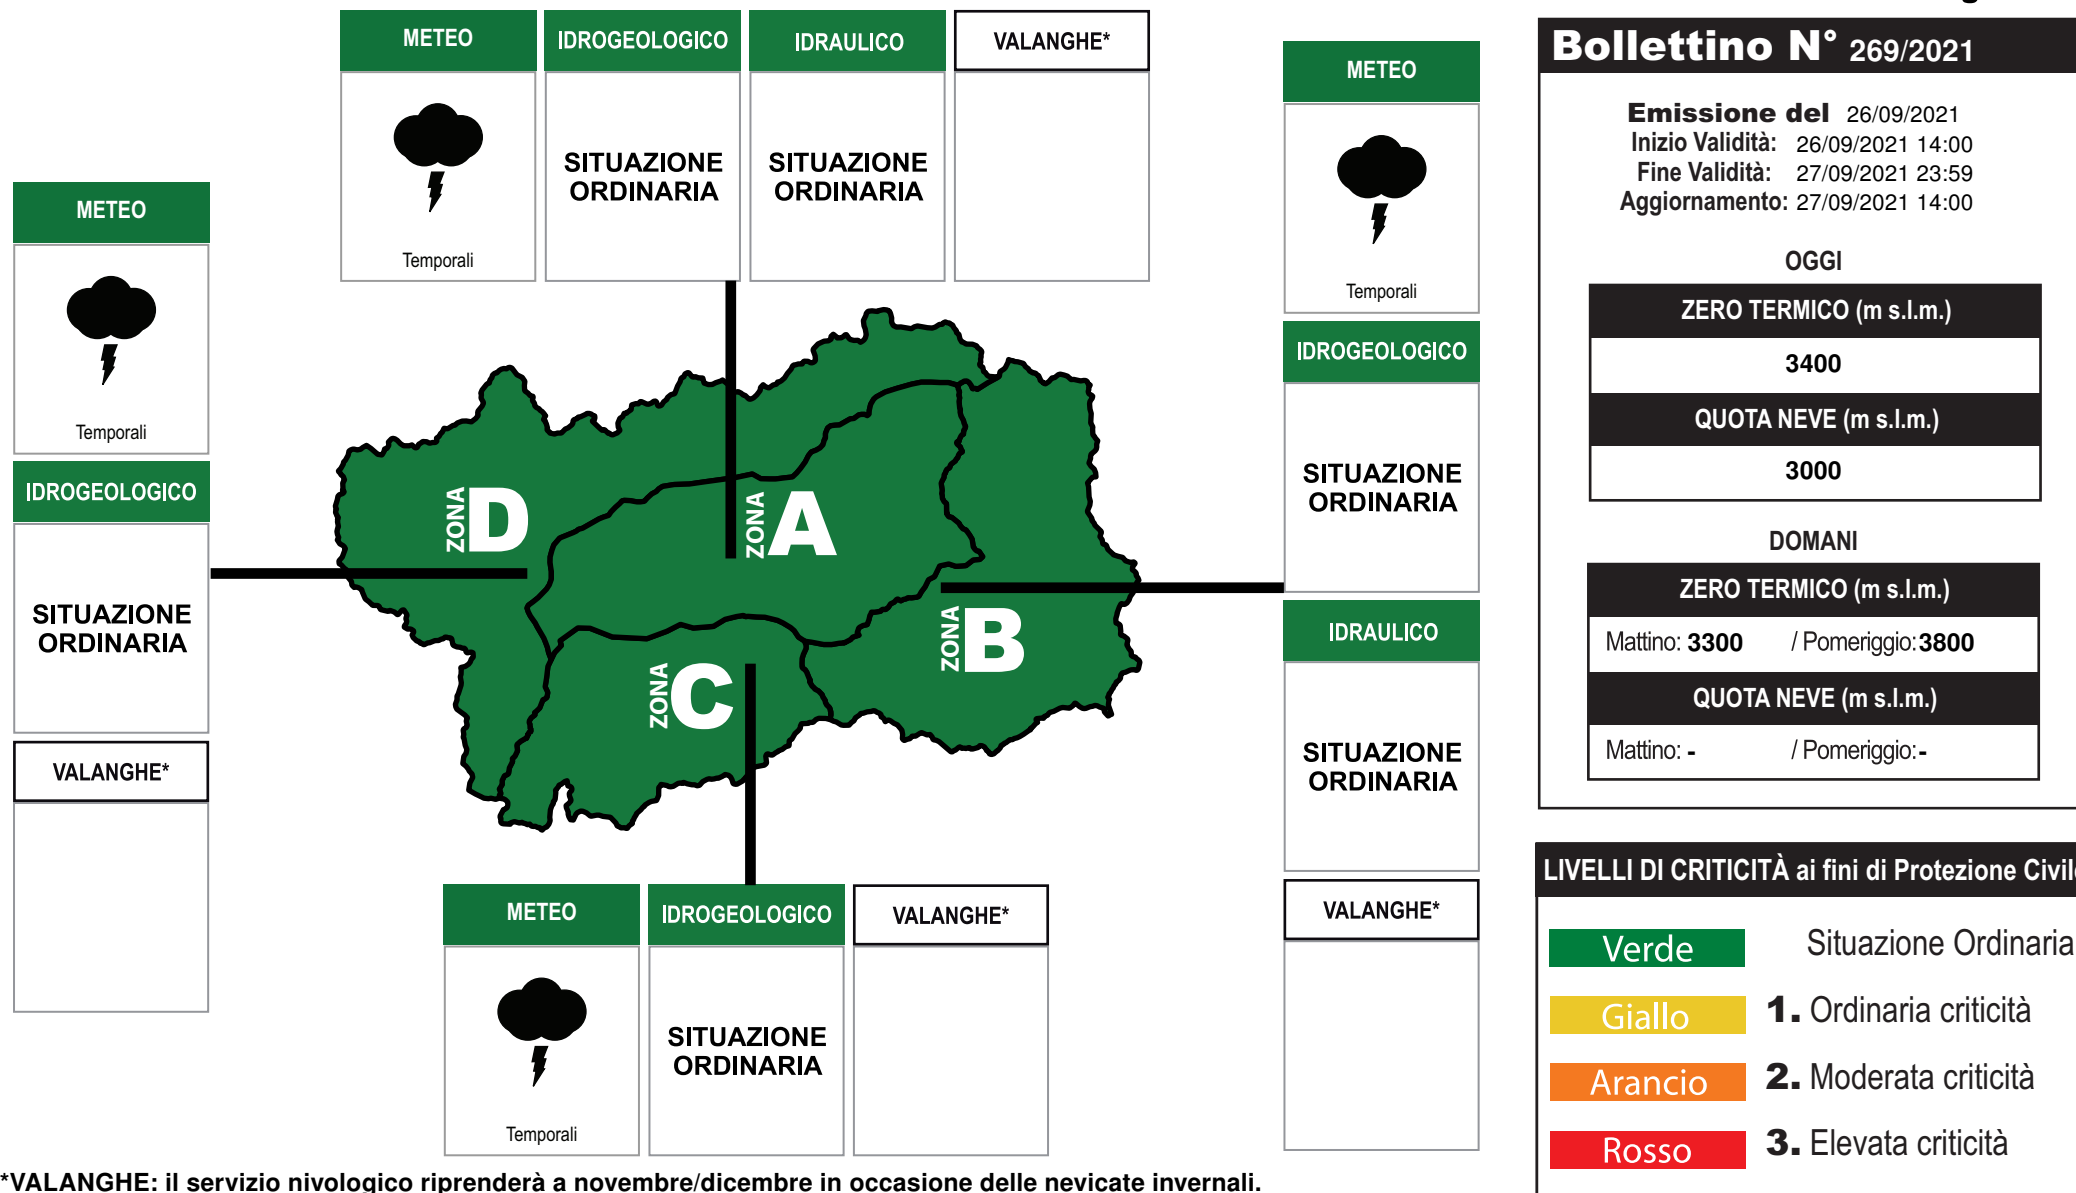 METEO
IDROGEOLOGICO
IDRAULICO
VALANGHE*
Temporali
SITUAZIONE
ORDINARIA
SITUAZIONE
ORDINARIA
METEO
Temporali
IDROGEOLOGICO
SITUAZIONE
ORDINARIA
VALANGHE*
METEO
Temporali
IDROGEOLOGICO
SITUAZIONE
ORDINARIA
IDRAULICO
SITUAZIONE
ORDINARIA
VALANGHE*
ZONA D
ZONA A
ZONA B
ZONA C
METEO
IDROGEOLOGICO
VALANGHE*
Temporali
SITUAZIONE
ORDINARIA
*VALANGHE: il servizio nivologico riprenderà a novembre/dicembre in occasione delle nevicate invernali.
Bollettino N° 269/2021
Emissione del 26/09/2021
Inizio Validità: 26/09/2021 14:00
Fine Validità: 27/09/2021 23:59
Aggiornamento: 27/09/2021 14:00
OGGI
ZERO TERMICO (m s.l.m.)
3400
QUOTA NEVE (m s.l.m.)
3000
DOMANI
ZERO TERMICO (m s.l.m.)
Mattino: 3300 / Pomeriggio: 3800
QUOTA NEVE (m s.l.m.)
Mattino: - / Pomeriggio: -
LIVELLI DI CRITICITÀ ai fini di Protezione Civile
Verde Situazione Ordinaria
Giallo 1. Ordinaria criticità
Arancio 2. Moderata criticità
Rosso 3. Elevata criticità